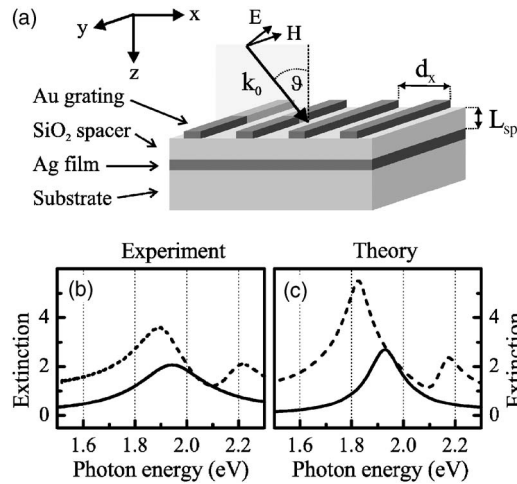 (a)
x
y
z
E
H
k₀
ϑ
dₓ
Au grating
SiO₂ spacer
Ag film
Substrate
Lsp
Experiment
Theory
(b)
(c)
Extinction
4
2
0
1.6 1.8 2.0 2.2
Photon energy (eV)
1.6 1.8 2.0 2.2
Photon energy (eV)
4
2
0
Extinction